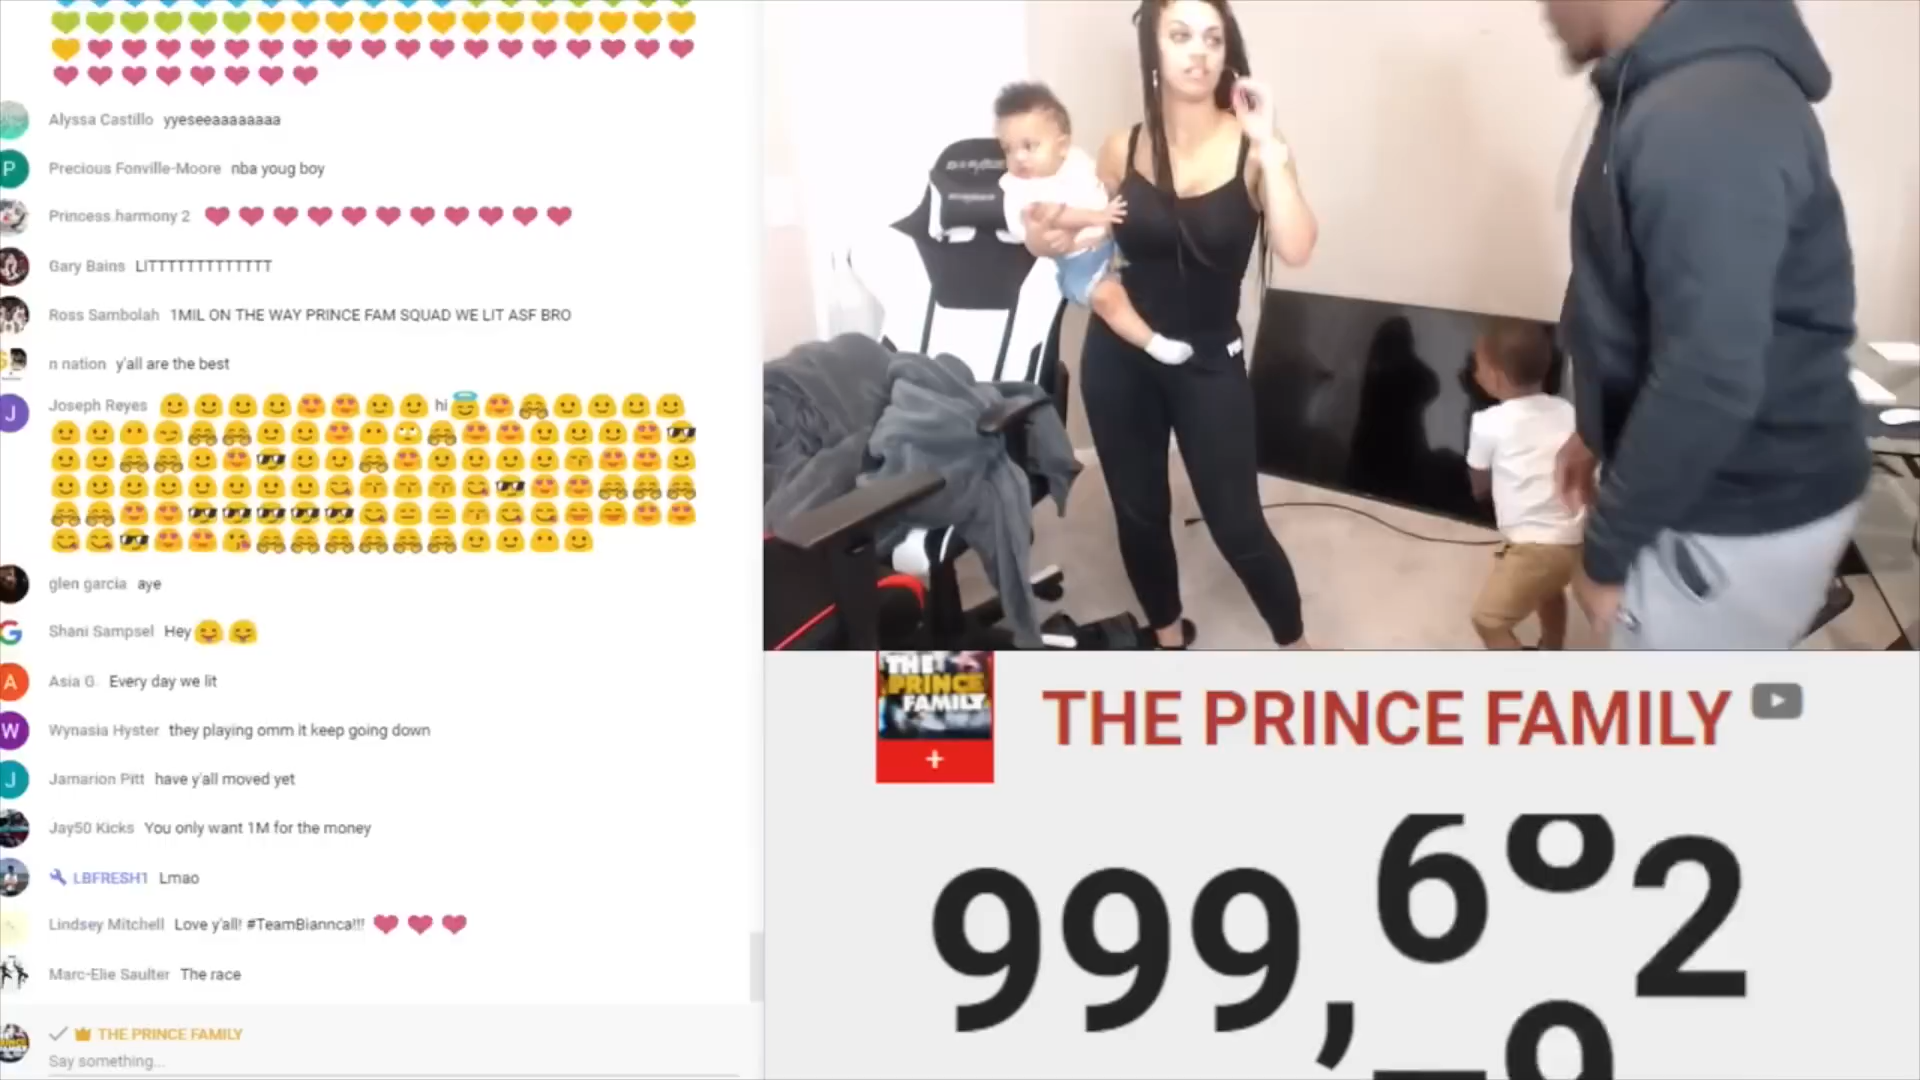 Alyssa Castillo yyeseeaaaaaaaa
P
Precious Fonville-Moore nba youg boy
Princess.harmony 2
Gary Bains LITTTTTTTTTTTTT
Ross Sambolah 1MIL ON THE WAY PRINCE FAM SQUAD WE LIT ASF BRO
n nation y'all are the best
J
Joseph Reyes hi
glen garcia aye
G
Shani Sampsel Hey
A
Asia G. Every day we lit
W
Wynasia Hyster they playing omm it keep going down
J
Jamarion Pitt have y'all moved yet
Jay50 Kicks You only want 1M for the money
LBFRESH1 Lmao
Lindsey Mitchell Love y'all! #TeamBiannca!!!
Marc-Elie Saulter The race
THE PRINCE FAMILY
Say something...
THE
PRINCE
FAMILY
+
THE PRINCE FAMILY
999,682